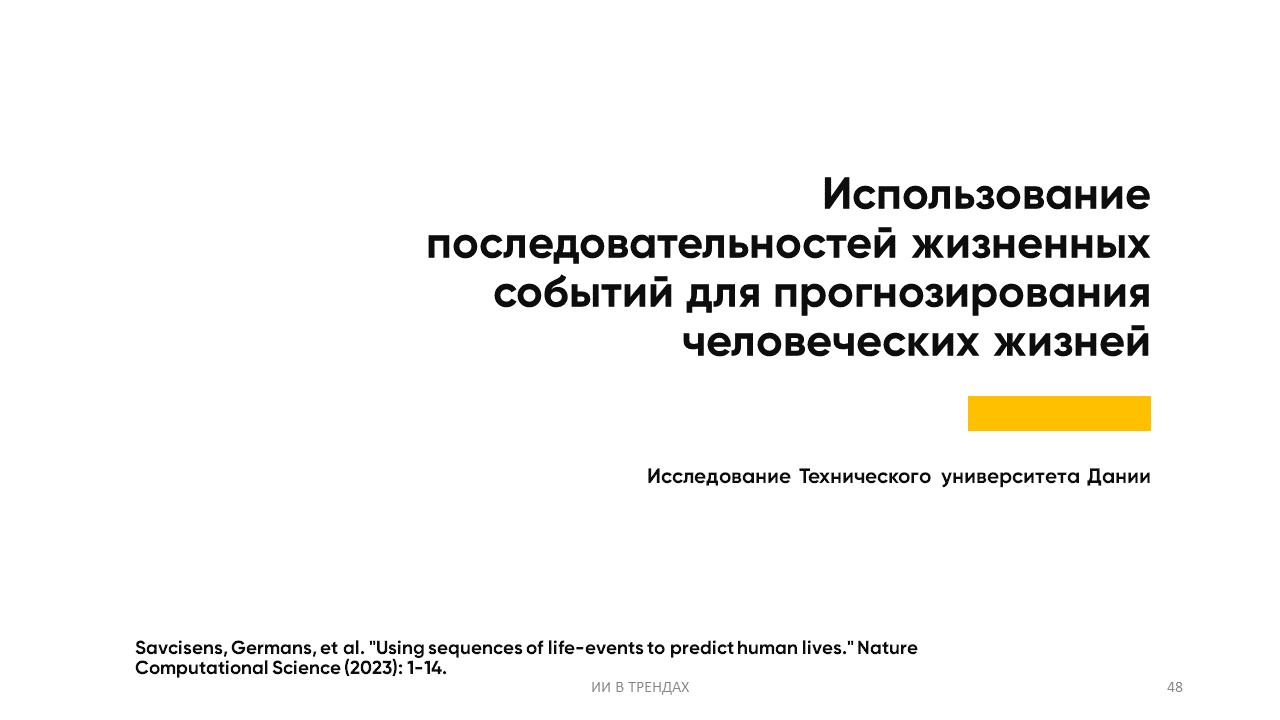 Использование
последовательностей жизненных
событий для прогнозирования
человеческих жизней
Исследование Технического университета Дании
Savcisens, Germans, et al. "Using sequences of life-events to predict human lives." Nature
Computational Science (2023): 1-14.
ИИ В ТРЕНДАХ
48